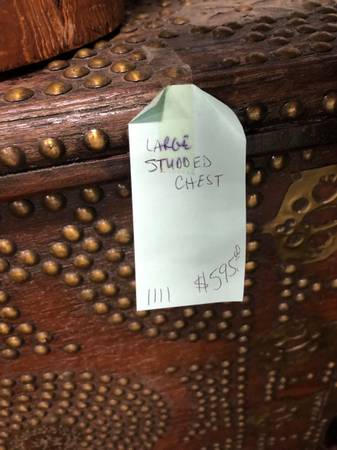 LARGE
STUDDED
CHEST
1111 $595.00